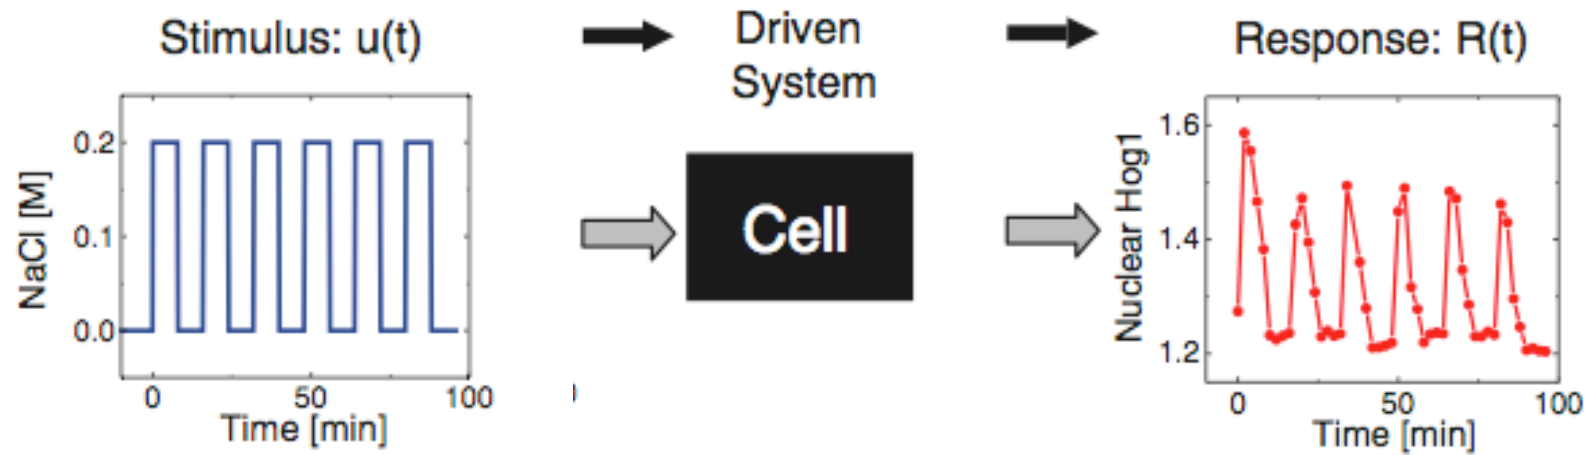 Stimulus: u(t)
Driven
System
Response: R(t)
NaCl [M]
0.2
0.1
0.0
0
50
100
Time [min]
Cell
Nuclear Hog1
1.6
1.4
1.2
0
50
100
Time [min]